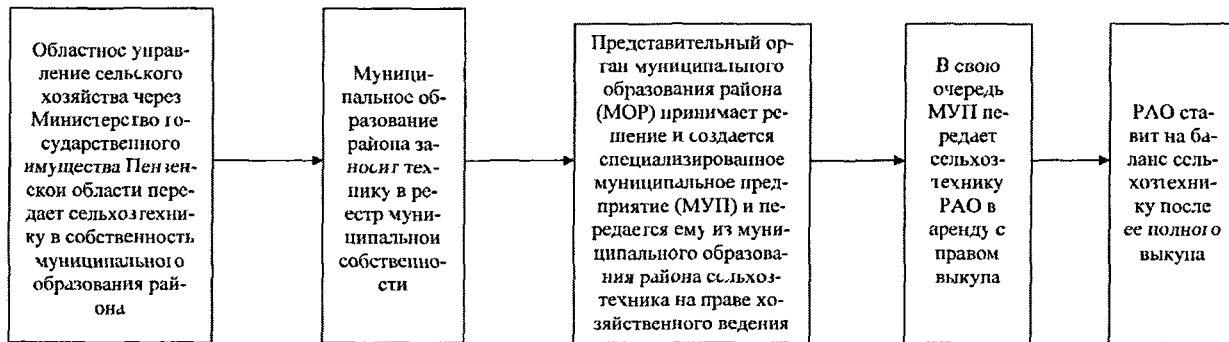 Областное управ-
ление сельского
хозяйства через
Министерство го-
сударственного
имущества Пензен-
ской области пере-
дает сельхозтехни-
ку в собственность
муниципального
образования рай-
она
Муници-
пальное об-
разование
района за-
носит тех-
нику в ре-
естр муни-
ципальной
собственно-
сти
Представительный ор-
ган муниципального
образования района
(МОР) принимает ре-
шение и создается
специализированное
муниципальное пред-
приятие (МУП) и пе-
редается ему из муни-
ципального образова-
ния района сельхоз-
техника на праве хо-
зяйственного ведения
В свою
очередь
МУП пе-
редает
сельхоз-
технику
РАО в
аренду с
правом
выкупа
РАО ста-
вит на ба-
ланс сель-
хозтехни-
ку после
ее полного
выкупа